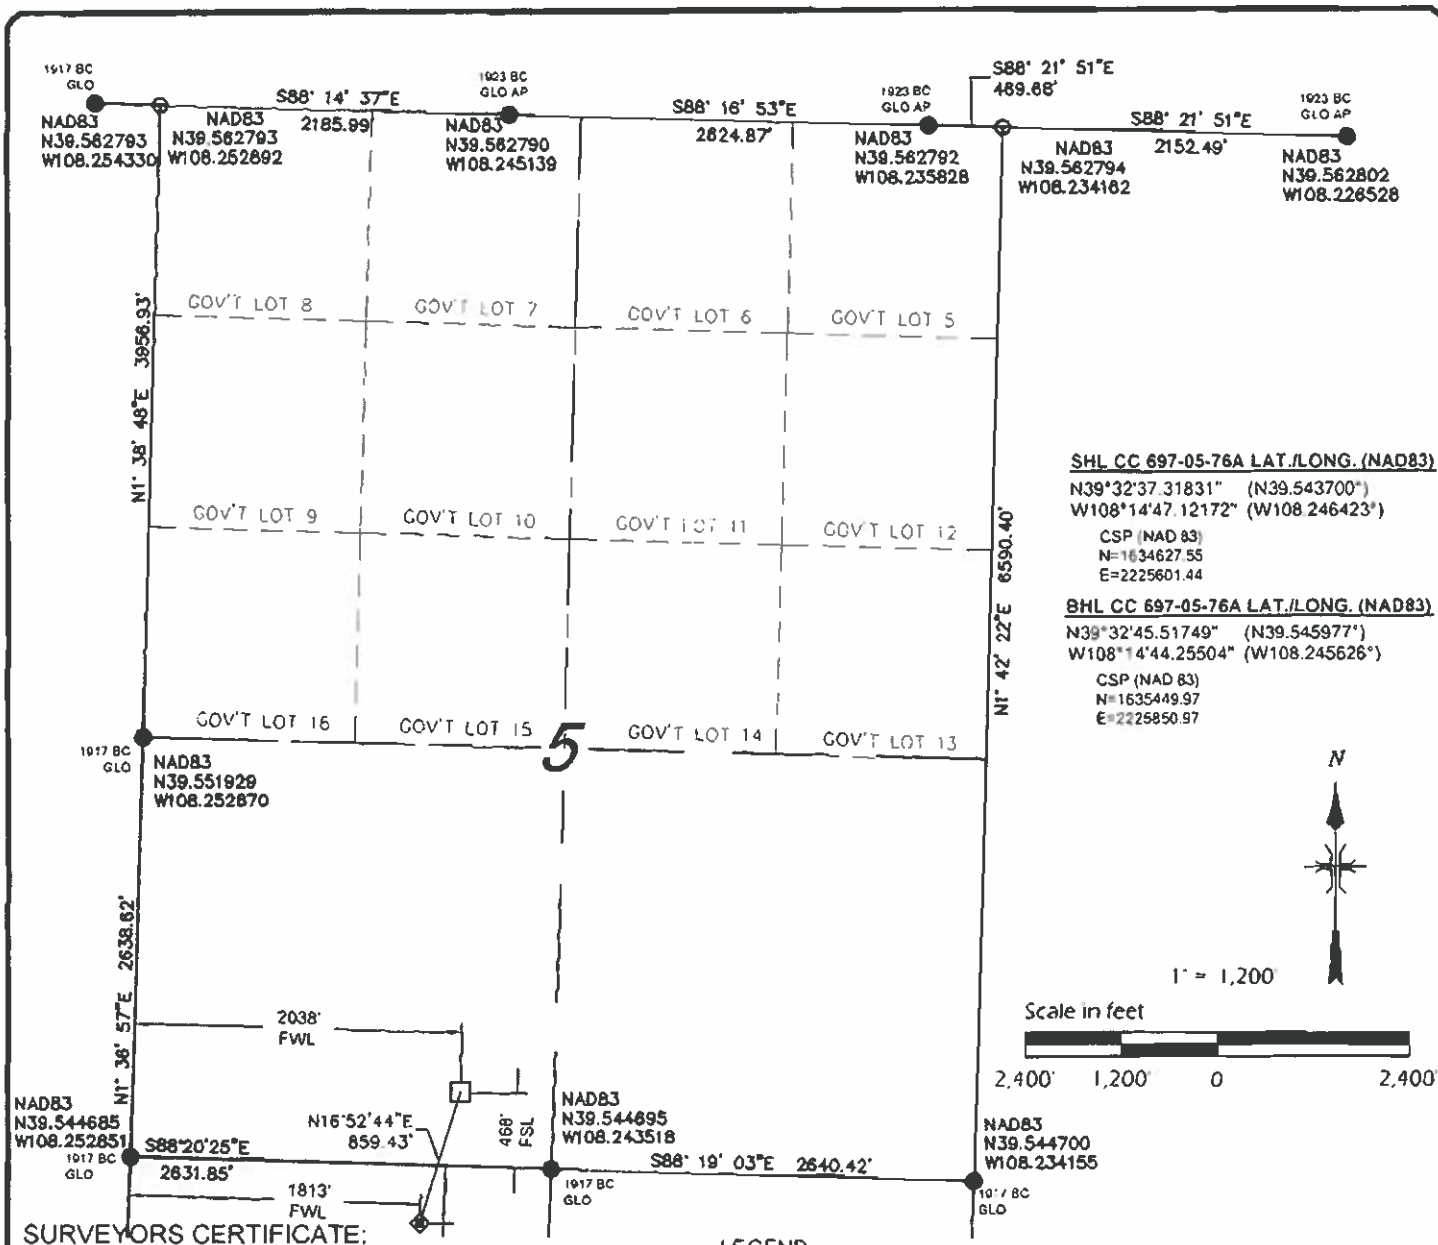 1917 BC
GLO
NAD83
N39.562793
W108.254330
NAD83
N39.562793
W108.252892
S88° 14' 37"E
2185.99'
1923 BC
GLO AP
NAD83
N39.562790
W108.245139
S88° 16' 53"E
2624.87'
1923 BC
GLO AP
NAD83
N39.562792
W108.235828
S88° 21' 51"E
469.68'
NAD83
N39.562794
W108.234162
S88° 21' 51"E
2152.49'
1923 BC
GLO AP
NAD83
N39.562802
W108.226528
N1° 38' 48"E 3956.93'
GOV'T LOT 8
GOV'T LOT 7
GOV'T LOT 6
GOV'T LOT 5
GOV'T LOT 9
GOV'T LOT 10
GOV'T LOT 11
GOV'T LOT 12
GOV'T LOT 16
GOV'T LOT 15
GOV'T LOT 14
GOV'T LOT 13
5
N1° 42' 22"E 6590.40'
SHL CC 697-05-76A LAT./LONG. (NAD83)
N39°32'37.31831" (N39.543700°)
W108°14'47.12172" (W108.246423°)
CSP (NAD 83)
N=1634627.55
E=2225601.44
BHL CC 697-05-76A LAT./LONG. (NAD83)
N39°32'45.51749" (N39.545977°)
W108°14'44.25504" (W108.245626°)
CSP (NAD 83)
N=1635449.97
E=2225850.97
1917 BC
GLO
NAD83
N39.551929
W108.252870
N
1" = 1,200'
Scale in feet
2,400' 1,200' 0 2,400'
N1° 36' 57"E 2638.62'
2038'
FWL
468'
FSL
N16°52'44"E
859.43'
NAD83
N39.544685
W108.252851
1917 BC
GLO
S88°20'25"E
2631.85'
1813'
FWL
NAD83
N39.544695
W108.243518
1917 BC
GLO
S88° 19' 03"E 2640.42'
NAD83
N39.544700
W108.234155
1917 BC
GLO
SURVEYORS CERTIFICATE:
LEGEND